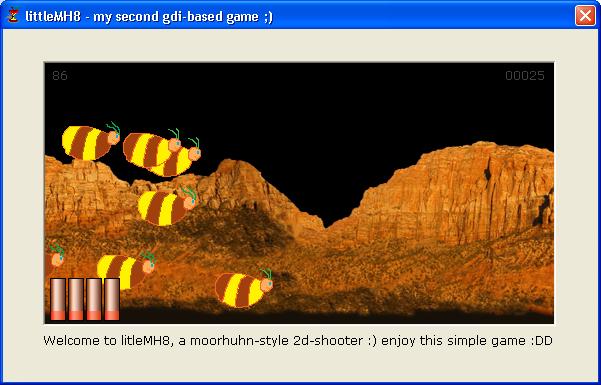 littleMH8 - my second gdi-based game ;)
86 00025
Welcome to litleMH8, a moorhuhn-style 2d-shooter :) enjoy this simple game :DD